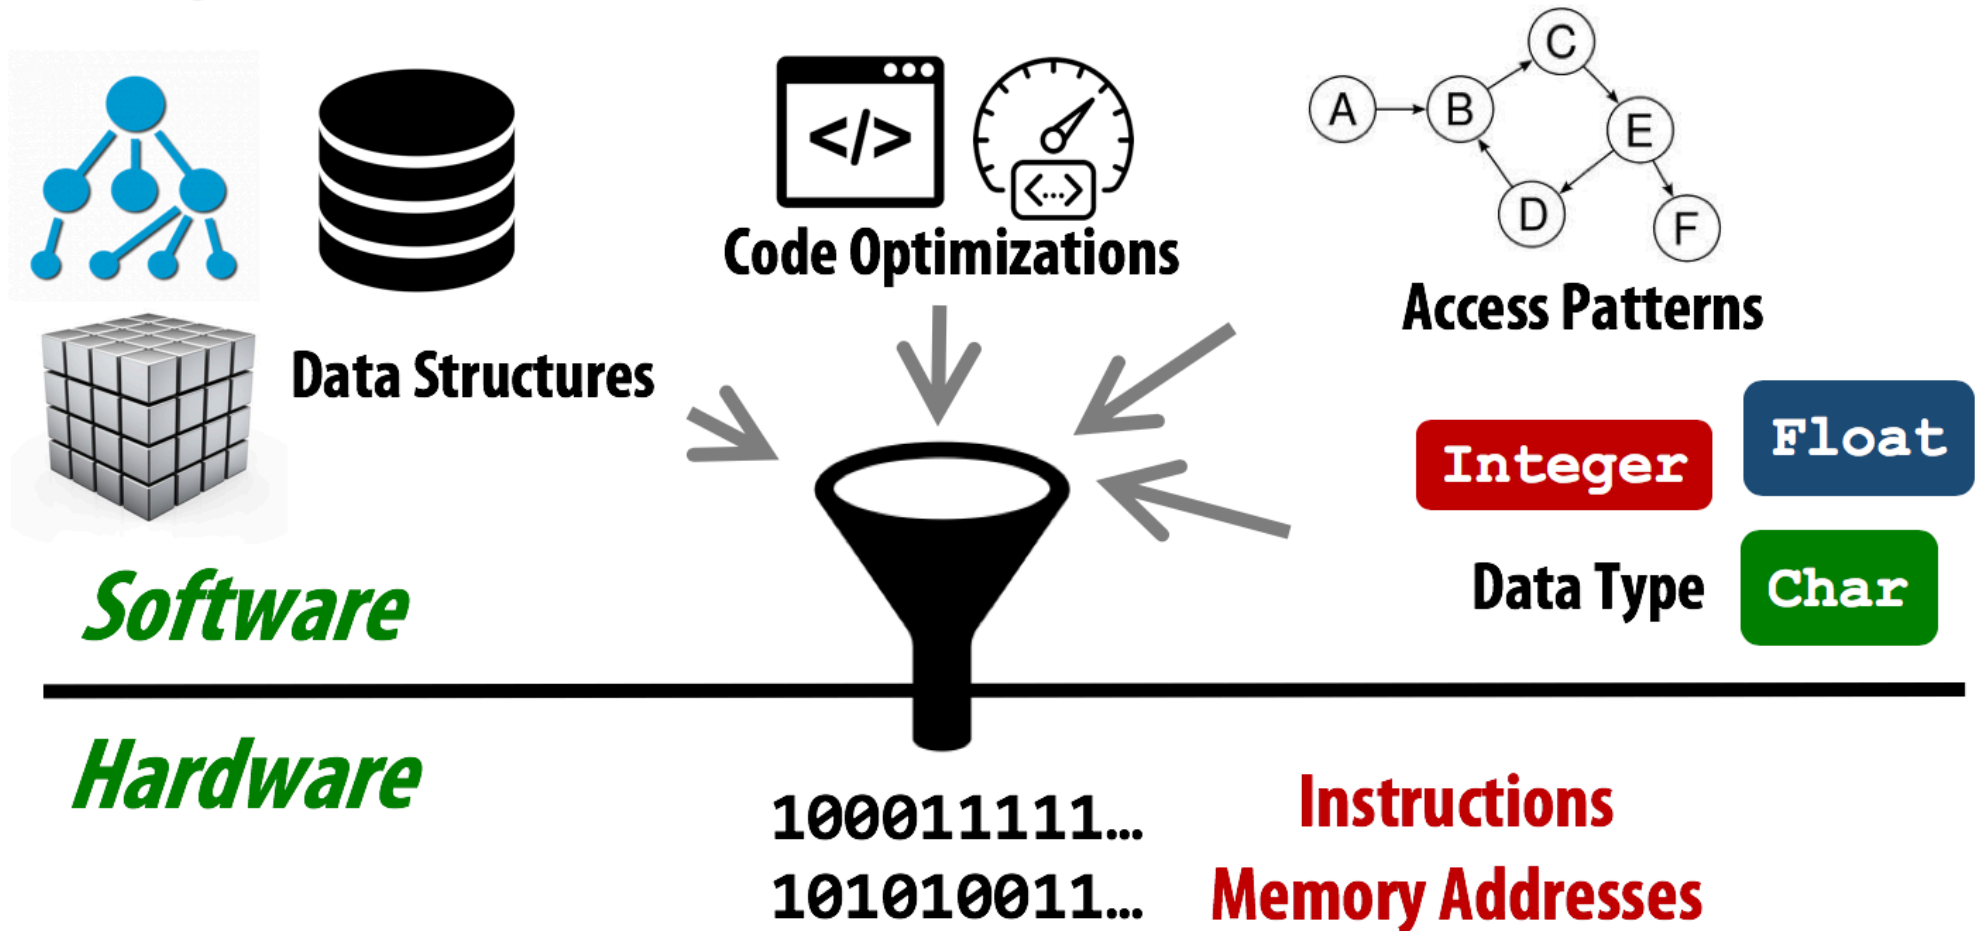 </>
<...>
Code Optimizations
A
B
C
E
D
F
Access Patterns
Data Structures
Integer
Float
Data Type
Char
Software
Hardware
100011111...
Instructions
101010011...
Memory Addresses